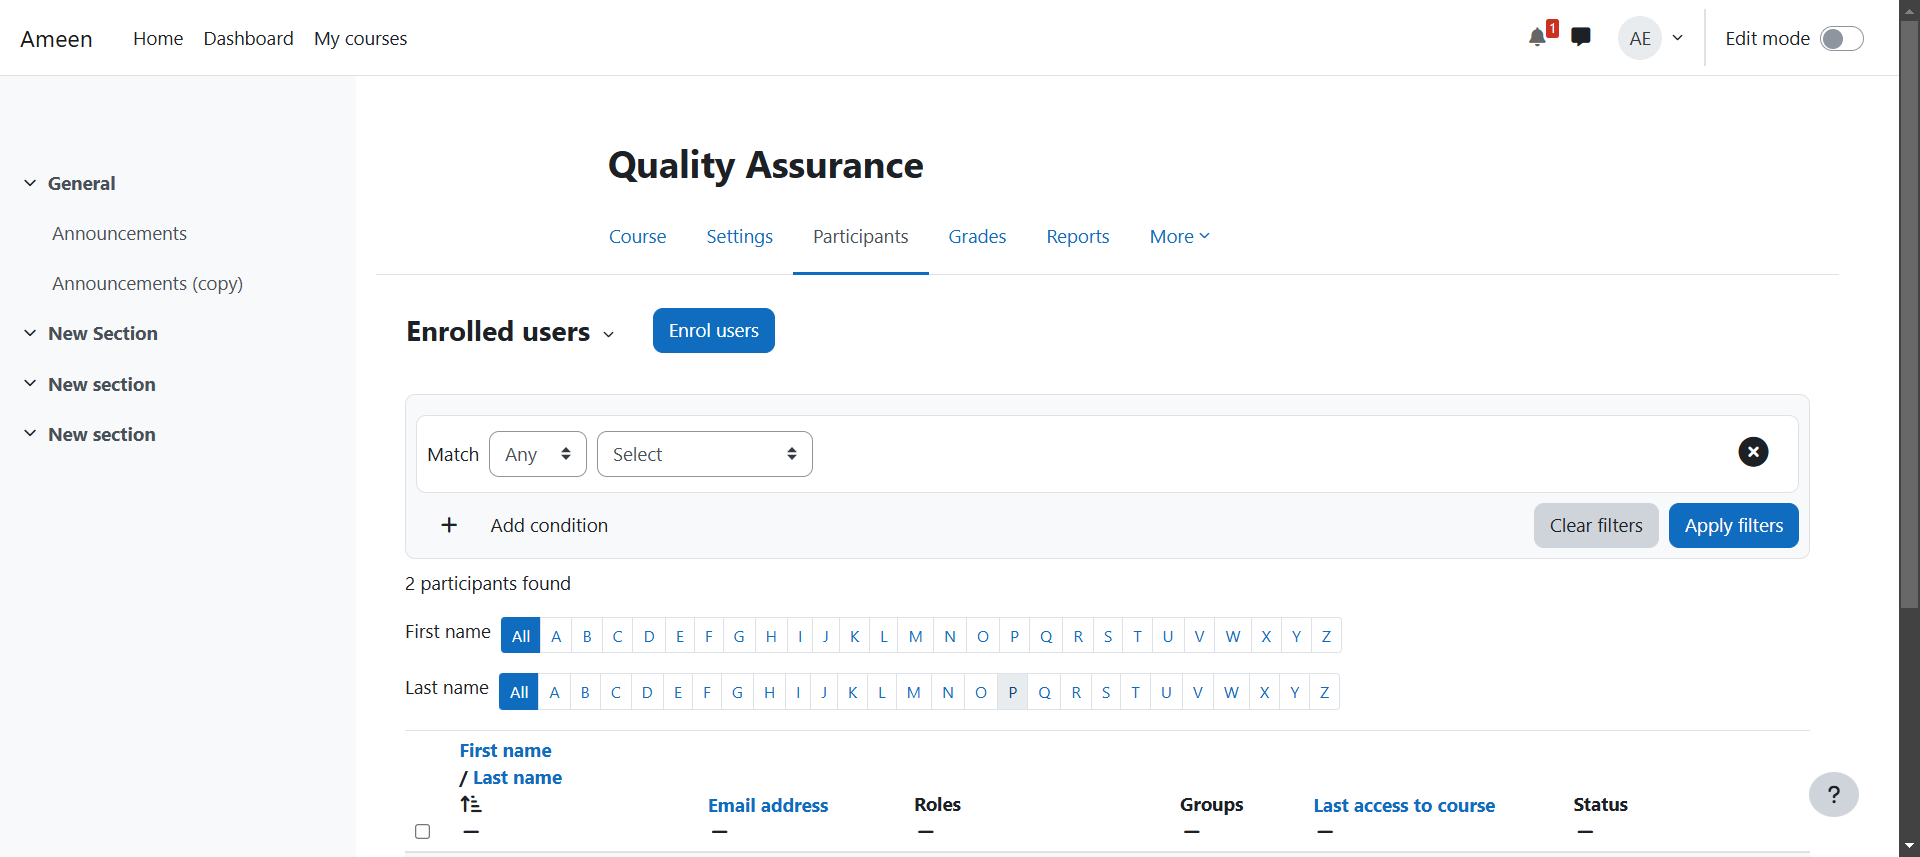 Ameen Home Dashboard My courses 1 AE Edit mode
General
Announcements
Announcements (copy)
New Section
New section
New section
Quality Assurance
Course Settings Participants Grades Reports More
Enrolled users Enrol users
Match Any Select
+ Add condition Clear filters Apply filters
2 participants found
First name All A B C D E F G H I J K L M N O P Q R S T U V W X Y Z
Last name All A B C D E F G H I J K L M N O P Q R S T U V W X Y Z
First name
/ Last name
Email address Roles Groups Last access to course Status
?